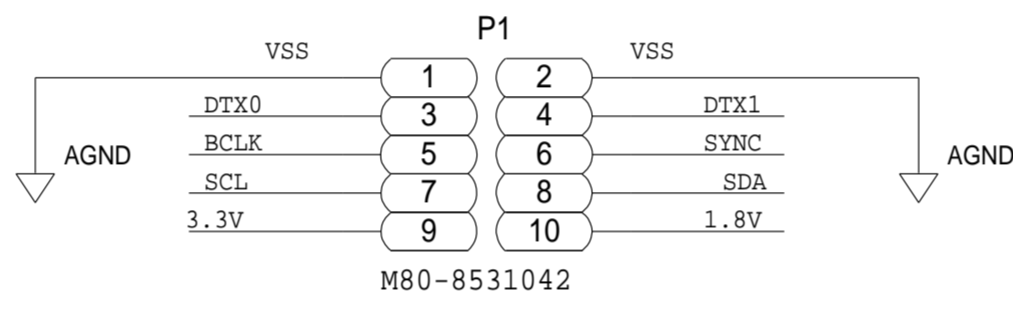 P1
VSS 1 2 VSS
DTX0 3 4 DTX1
AGND BCLK 5 6 SYNC AGND
SCL 7 8 SDA
3.3V 9 10 1.8V
M80-8531042